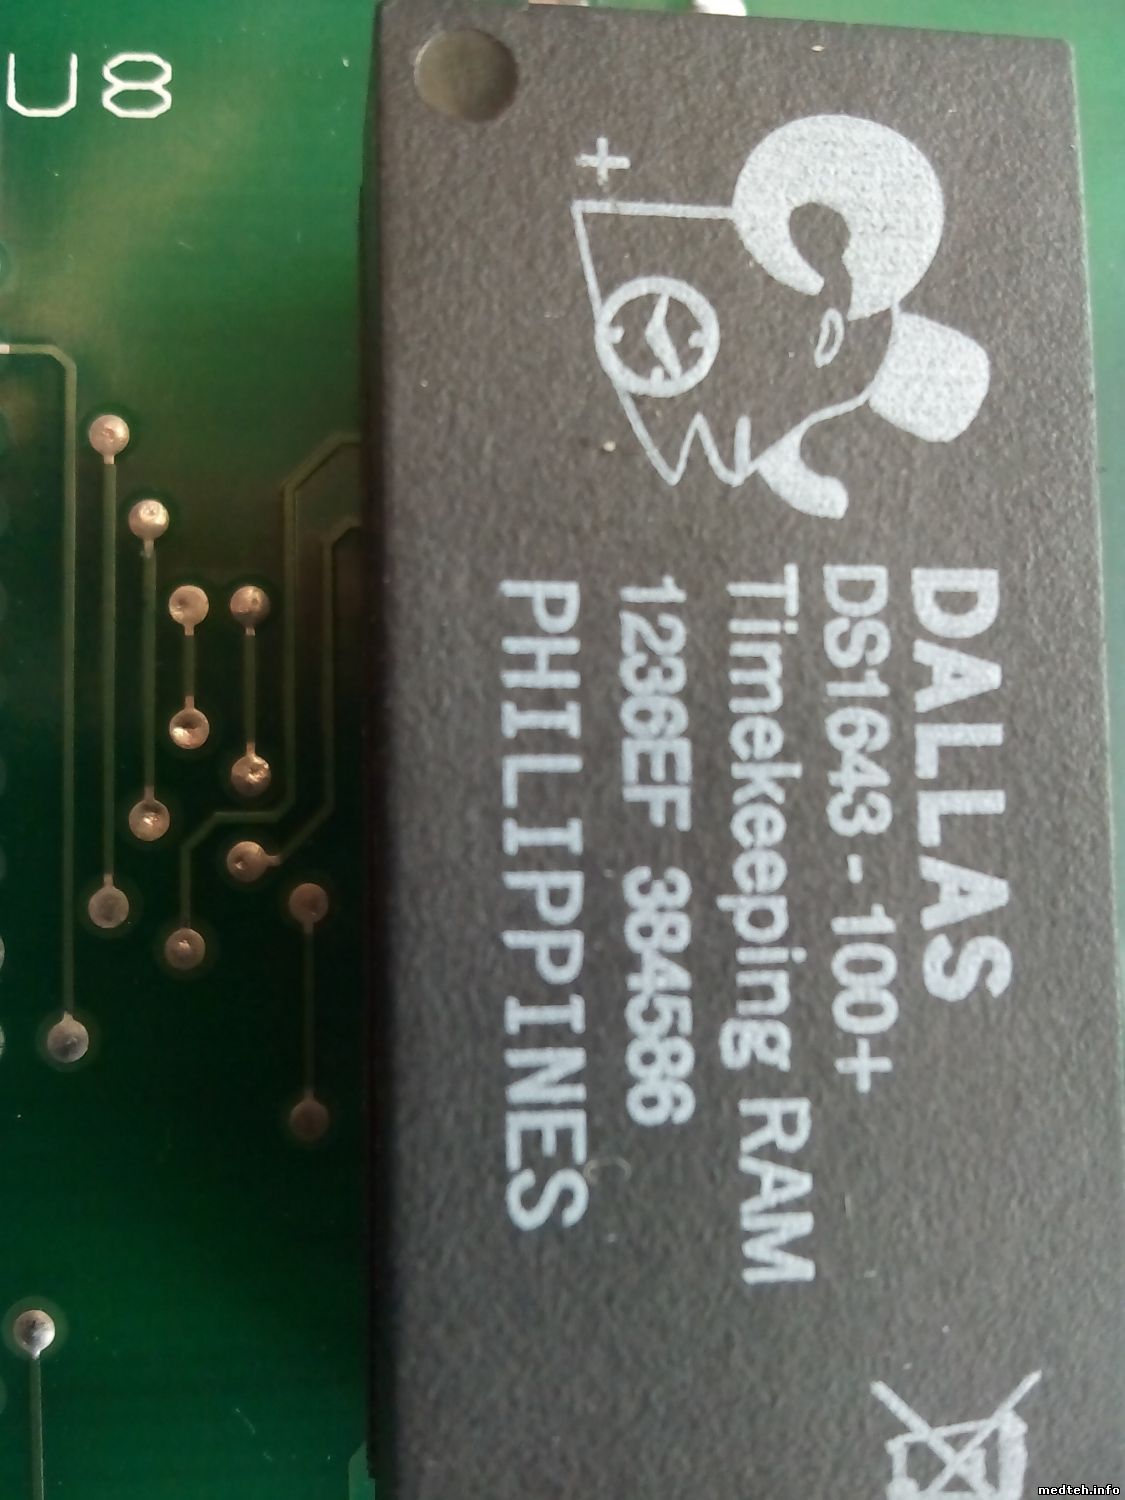 U8
+
DALLAS
DS1643-100+
Timekeeping RAM
1236EF 384586
PHILIPPINES
medteh.info